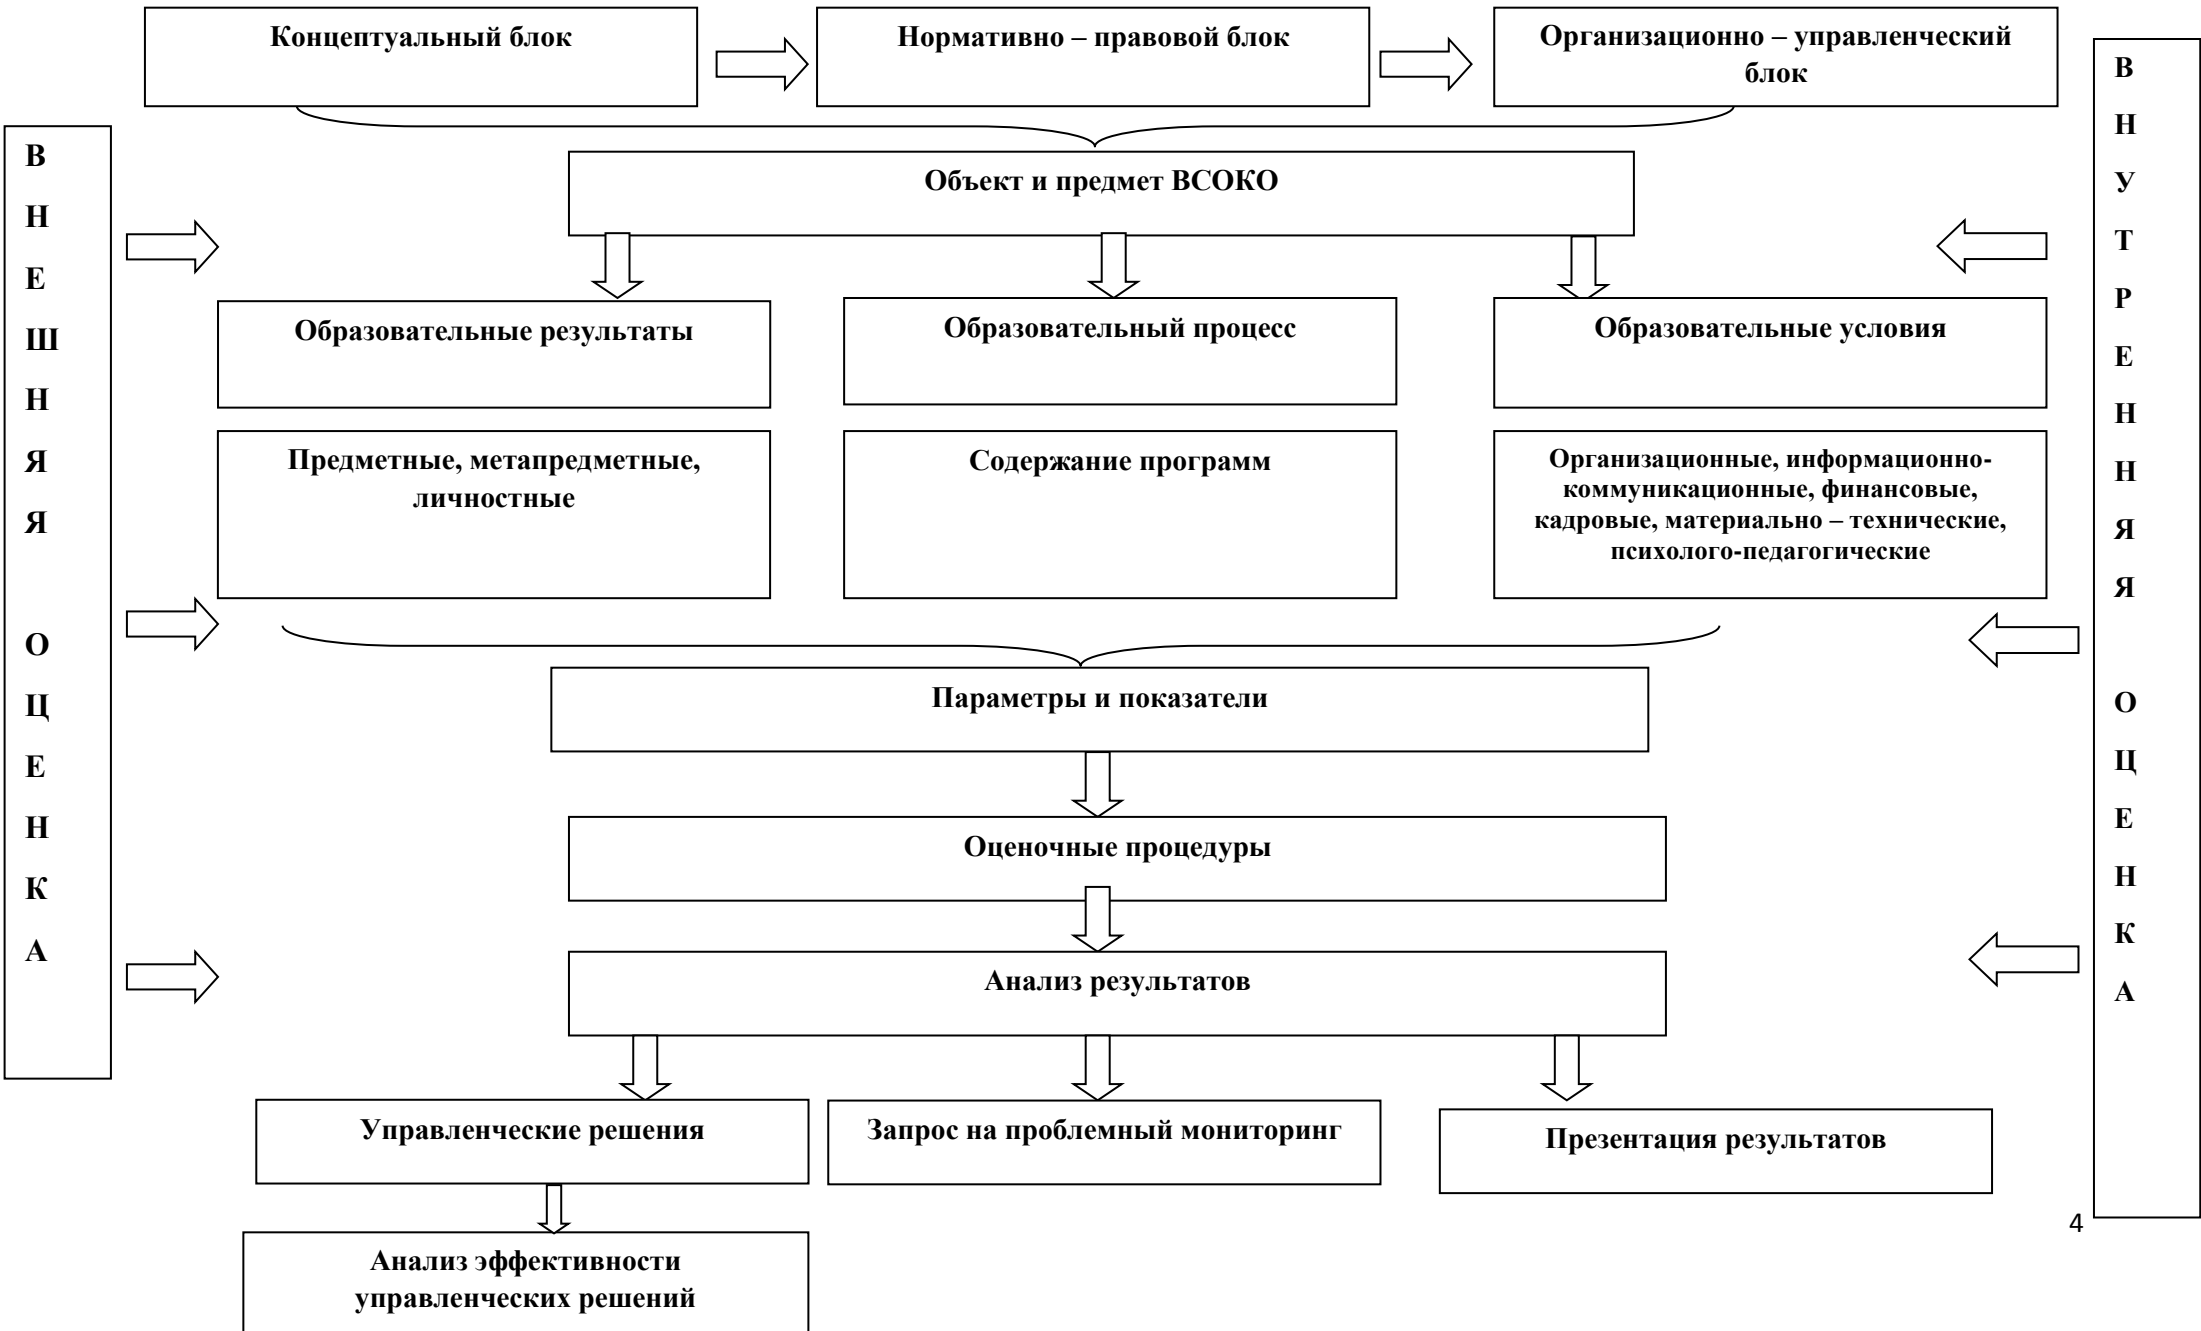 Концептуальный блок
Нормативно – правовой блок
Организационно – управленческий
блок
В
Н
Е
Ш
Н
Я
Я
О
Ц
Е
Н
К
А
Объект и предмет ВСОКО
Образовательные результаты
Образовательный процесс
Образовательные условия
Предметные, метапредметные,
личностные
Содержание программ
Организационные, информационно-
коммуникационные, финансовые,
кадровые, материально – технические,
психолого-педагогические
Параметры и показатели
Оценочные процедуры
Анализ результатов
Управленческие решения
Запрос на проблемный мониторинг
Презентация результатов
Анализ эффективности
управленческих решений
В
Н
У
Т
Р
Е
Н
Н
Я
Я
О
Ц
Е
Н
К
А
4